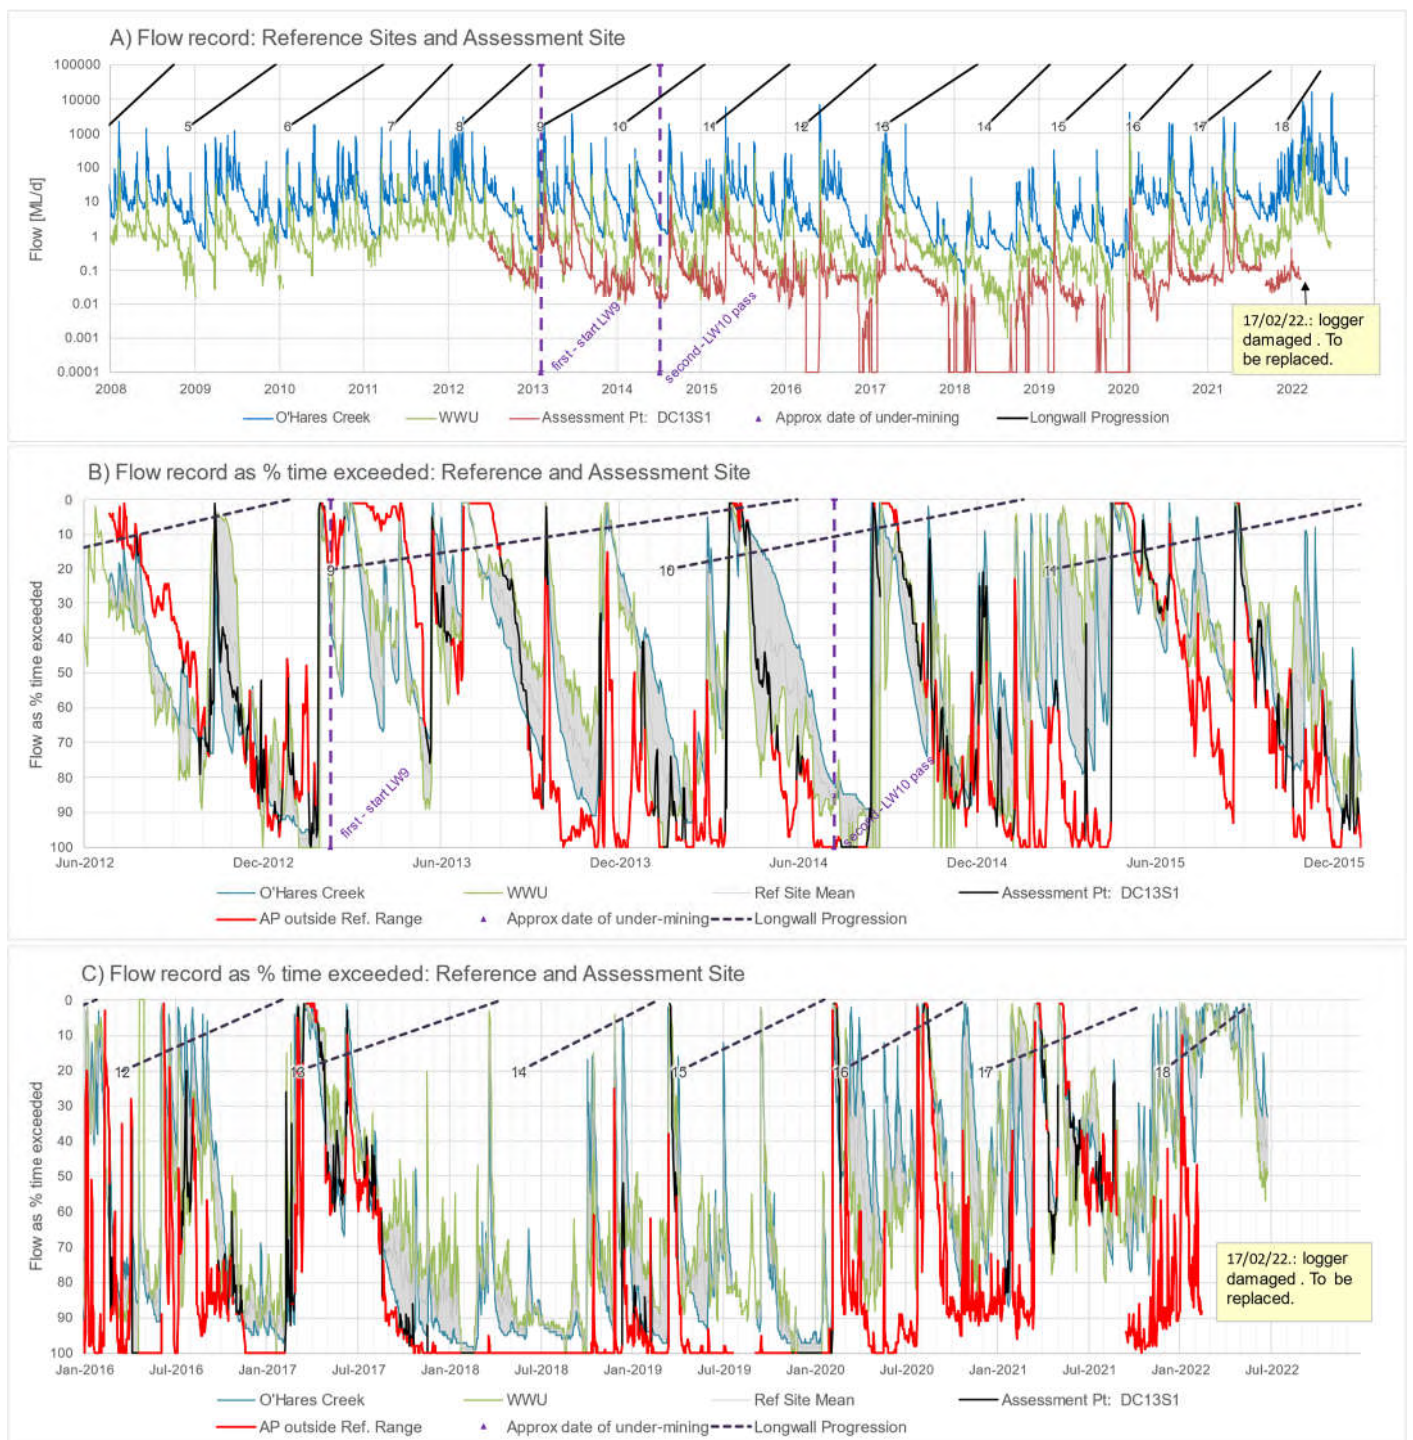 A) Flow record: Reference Sites and Assessment Site
Flow [ML/d]
100000
10000
1000
100
10
1
0.1
0.01
0.001
0.0001
5
6
7
8
9
10
11
12
13
14
15
16
17
18
first - start LW9
second - LW10 pass
17/02/22.: logger
damaged . To
be replaced.
2008 2009 2010 2011 2012 2013 2014 2015 2016 2017 2018 2019 2020 2021 2022
O'Hares Creek WWU Assessment Pt: DC13S1 Approx date of under-mining Longwall Progression
B) Flow record as % time exceeded: Reference and Assessment Site
Flow as % time exceeded
0
10
20
30
40
50
60
70
80
90
100
9
10
11
first - start LW9
second - LW10 pass
Jun-2012 Dec-2012 Jun-2013 Dec-2013 Jun-2014 Dec-2014 Jun-2015 Dec-2015
O'Hares Creek WWU Ref Site Mean Assessment Pt: DC13S1
AP outside Ref. Range Approx date of under-mining Longwall Progression
C) Flow record as % time exceeded: Reference and Assessment Site
Flow as % time exceeded
0
10
20
30
40
50
60
70
80
90
100
12
13
14
15
16
17
18
17/02/22.: logger
damaged . To be
replaced.
Jan-2016 Jul-2016 Jan-2017 Jul-2017 Jan-2018 Jul-2018 Jan-2019 Jul-2019 Jan-2020 Jul-2020 Jan-2021 Jul-2021 Jan-2022 Jul-2022
O'Hares Creek WWU Ref Site Mean Assessment Pt: DC13S1
AP outside Ref. Range Approx date of under-mining Longwall Progression